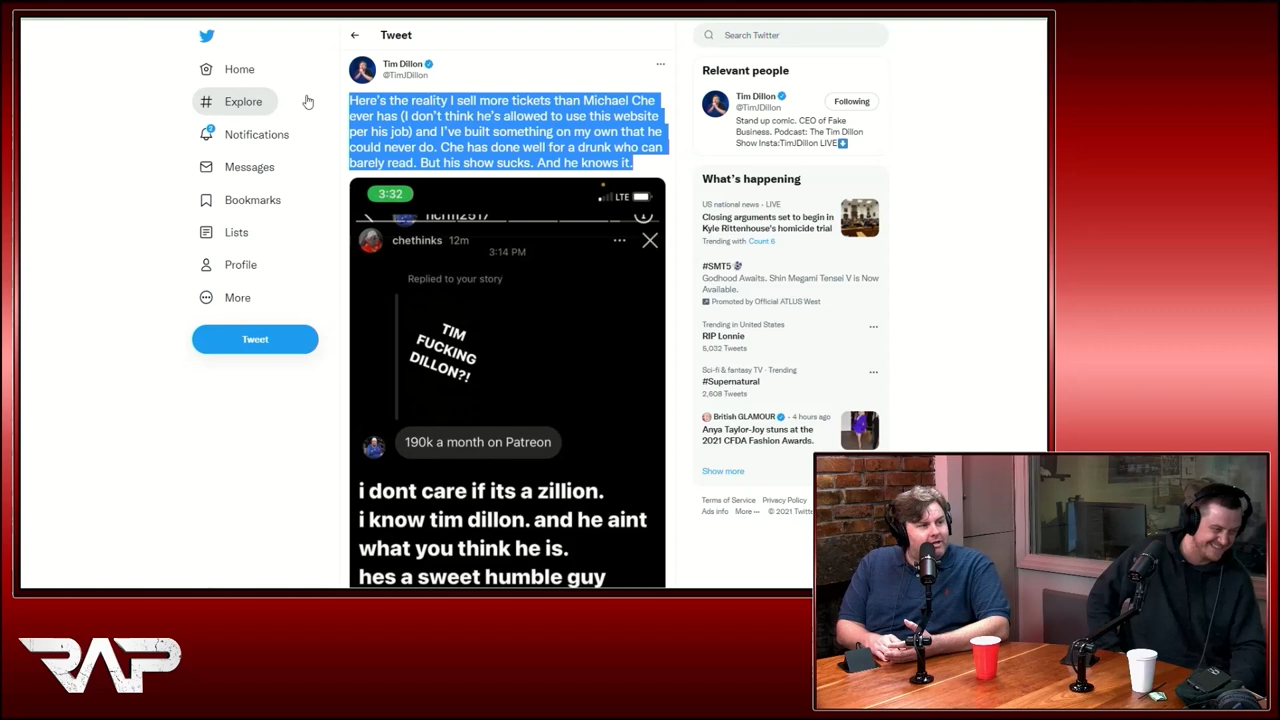 Home
Explore
2
Notifications
Messages
Bookmarks
Lists
Profile
More
Tweet
Tweet
Tim Dillon
@TimJDillon
Here's the reality I sell more tickets than Michael Che
ever has (I don't think he's allowed to use this website
per his job) and I've built something on my own that he
could never do. Che has done well for a drunk who can
barely read. But his show sucks. And he knows it.
3:32
LTE
chethinks 12m
3:14 PM
Replied to your story
TIM
FUCKING
DILLON?!
190k a month on Patreon
i dont care if its a zillion.
i know tim dillon. and he aint
what you think he is.
hes a sweet humble guy
Search Twitter
Relevant people
Tim Dillon
@TimJDillon
Following
Stand up comic. CEO of Fake
Business. Podcast: The Tim Dillon
Show Insta:TimJDillon LIVE
What's happening
US national news · LIVE
Closing arguments set to begin in
Kyle Rittenhouse's homicide trial
Trending with Count 6
#SMT5
Godhood Awaits. Shin Megami Tensei V is Now
Available.
Promoted by Official ATLUS West
Trending in United States
RIP Lonnie
5,032 Tweets
Sci-fi & fantasy TV · Trending
#Supernatural
2,608 Tweets
British GLAMOUR · 4 hours ago
Anya Taylor-Joy stuns at the
2021 CFDA Fashion Awards.
Show more
Terms of Service Privacy Policy
Ads info More ··· © 2021 Twitt
RAP